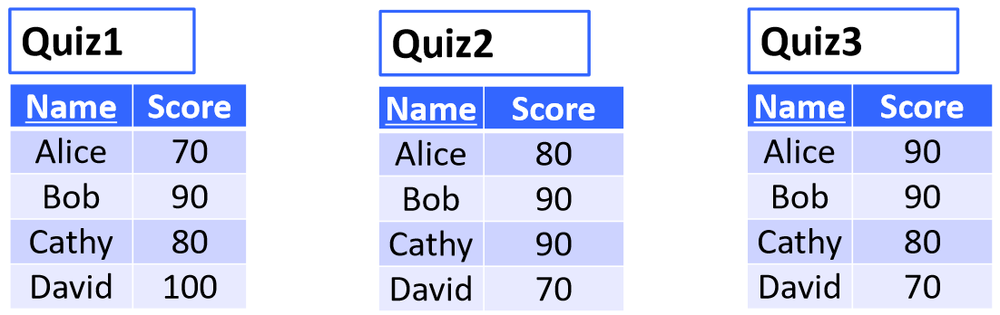 Quiz1
Name Score
Alice 70
Bob 90
Cathy 80
David 100
Quiz2
Name Score
Alice 80
Bob 90
Cathy 90
David 70
Quiz3
Name Score
Alice 90
Bob 90
Cathy 80
David 70